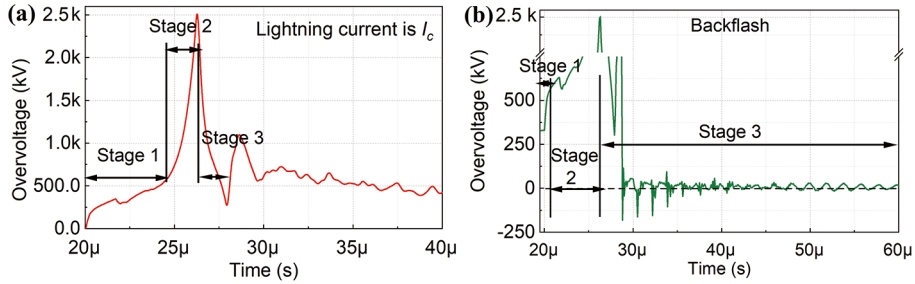 (a)
Overvoltage (kV)
2.5k
2.0k
1.5k
1.0k
500.0
0.0
Stage 2
Lightning current is Ic
Stage 3
Stage 1
20μ
25μ
30μ
35μ
40μ
Time (s)
(b)
Overvoltage (kV)
2.5 k
500
250
0
-250
Backflash
Stage 1
Stage 3
Stage
2
20μ
30μ
40μ
50μ
60μ
Time (s)